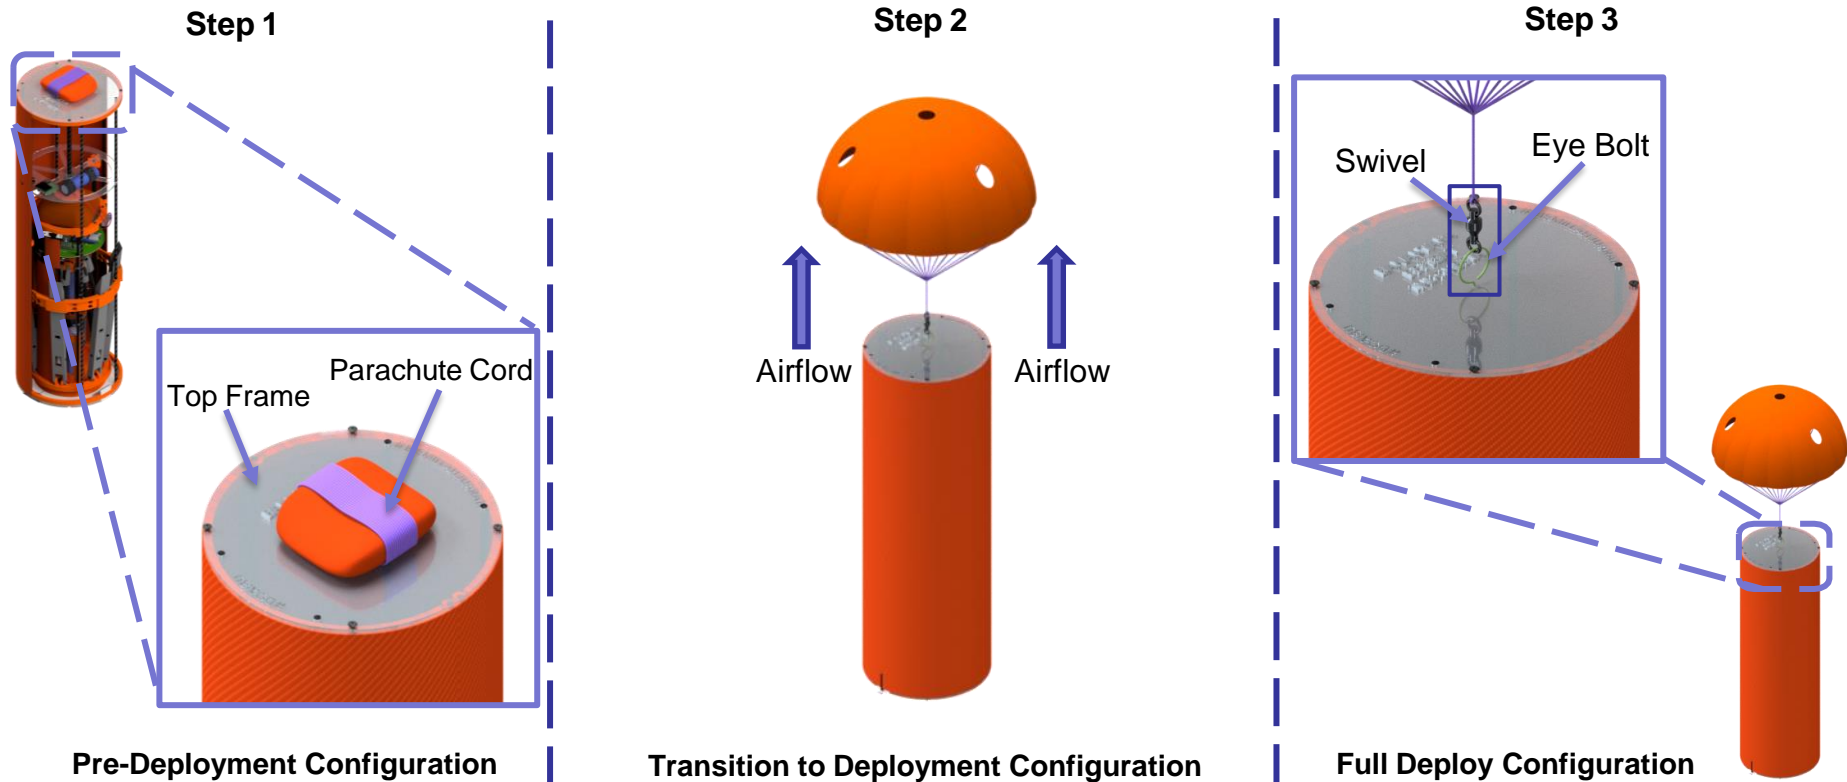 Step 1
Parachute Cord
Top Frame
Pre-Deployment Configuration
Step 2
Airflow
Airflow
Transition to Deployment Configuration
Step 3
Swivel
Eye Bolt
Full Deploy Configuration